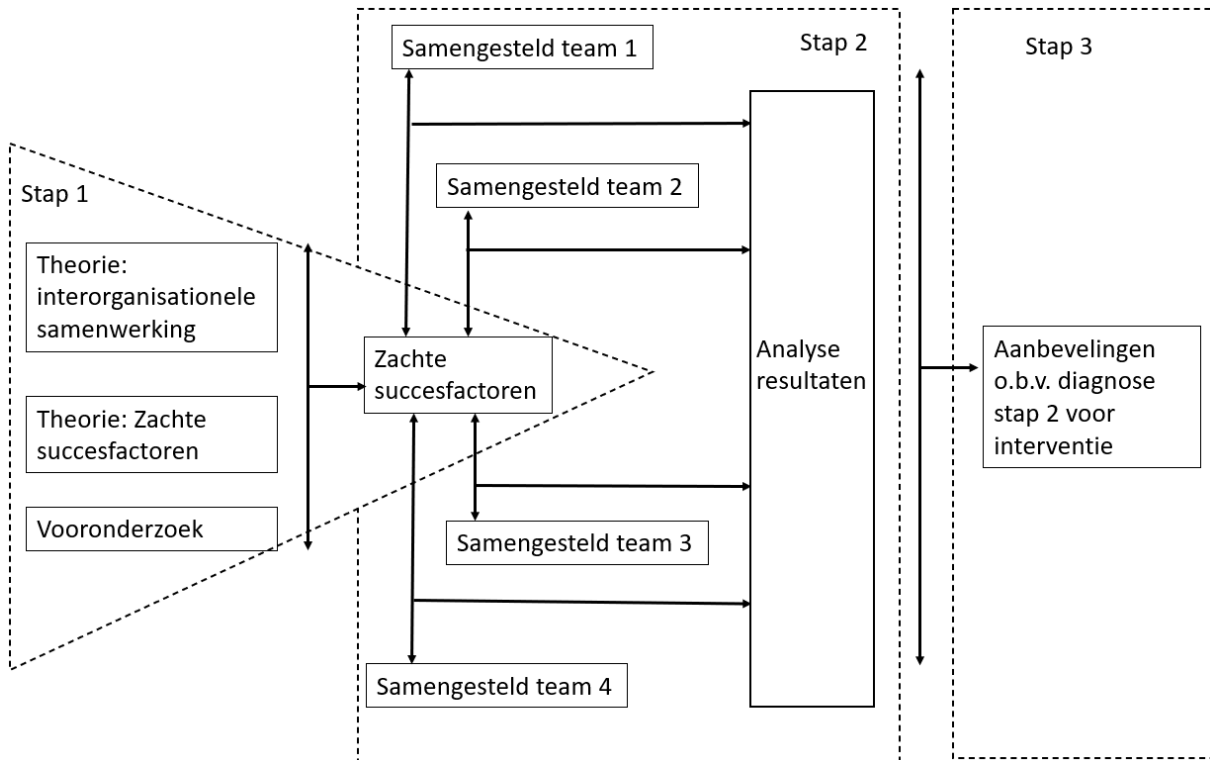 Stap 1
Theorie:
interorganisationele
samenwerking
Theorie: Zachte
succesfactoren
Vooronderzoek
Stap 2
Samengesteld team 1
Samengesteld team 2
Zachte
succesfactoren
Samengesteld team 3
Samengesteld team 4
Analyse
resultaten
Stap 3
Aanbevelingen
o.b.v. diagnose
stap 2 voor
interventie